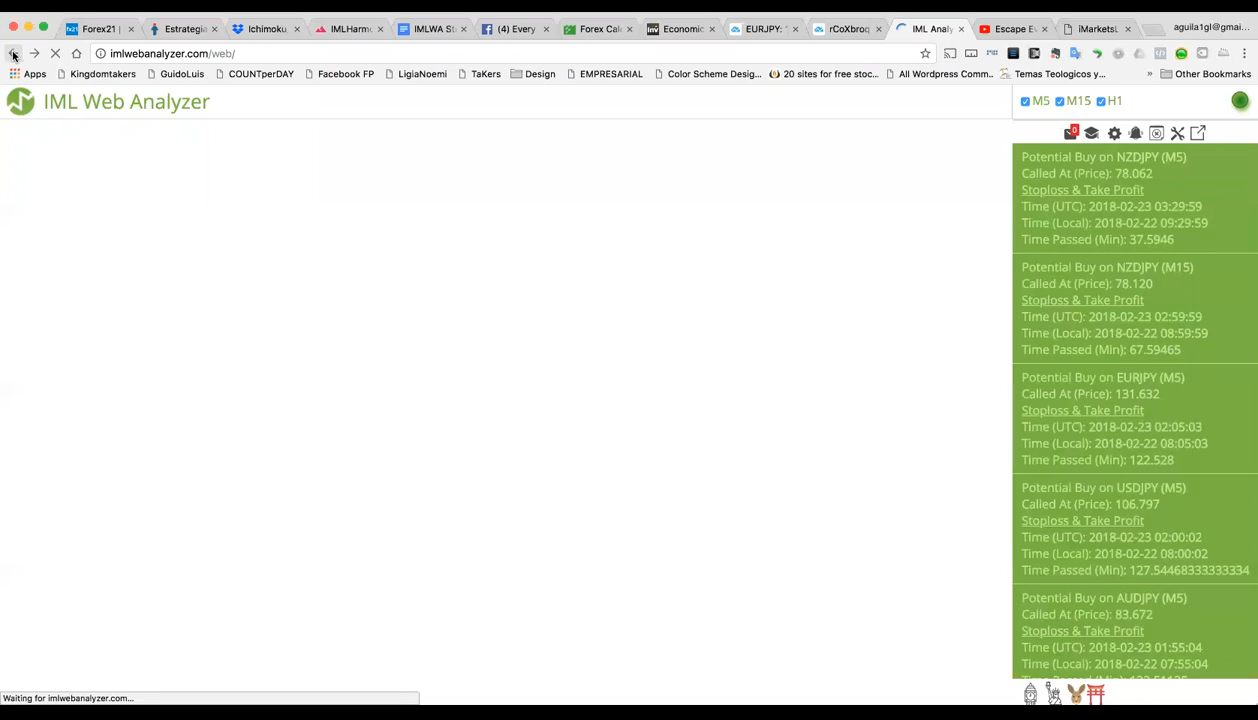 Forex21 |
Estrategia
Ichimoku.
IMLHarmo
IMLWA St
(4) Every
Forex Calc
Economic
EURJPY:
rCoXbroq
IML Analy
Escape Ev
iMarketsL
aguila1gl@gmai...
imlwebanalyzer.com/web/
Apps
Kingdomtakers
GuidoLuis
COUNTperDAY
Facebook FP
LigiaNoemi
TaKers
Design
EMPRESARIAL
Color Scheme Desig...
20 sites for free stoc...
All Wordpress Comm...
Temas Teologicos y...
»
Other Bookmarks
IML Web Analyzer
M5 M15 H1
0
Potential Buy on NZDJPY (M5)
Called At (Price): 78.062
Stoploss & Take Profit
Time (UTC): 2018-02-23 03:29:59
Time (Local): 2018-02-22 09:29:59
Time Passed (Min): 37.5946
Potential Buy on NZDJPY (M15)
Called At (Price): 78.120
Stoploss & Take Profit
Time (UTC): 2018-02-23 02:59:59
Time (Local): 2018-02-22 08:59:59
Time Passed (Min): 67.59465
Potential Buy on EURJPY (M5)
Called At (Price): 131.632
Stoploss & Take Profit
Time (UTC): 2018-02-23 02:05:03
Time (Local): 2018-02-22 08:05:03
Time Passed (Min): 122.528
Potential Buy on USDJPY (M5)
Called At (Price): 106.797
Stoploss & Take Profit
Time (UTC): 2018-02-23 02:00:02
Time (Local): 2018-02-22 08:00:02
Time Passed (Min): 127.54468333333334
Potential Buy on AUDJPY (M5)
Called At (Price): 83.672
Stoploss & Take Profit
Time (UTC): 2018-02-23 01:55:04
Time (Local): 2018-02-22 07:55:04
Waiting for imlwebanalyzer.com...